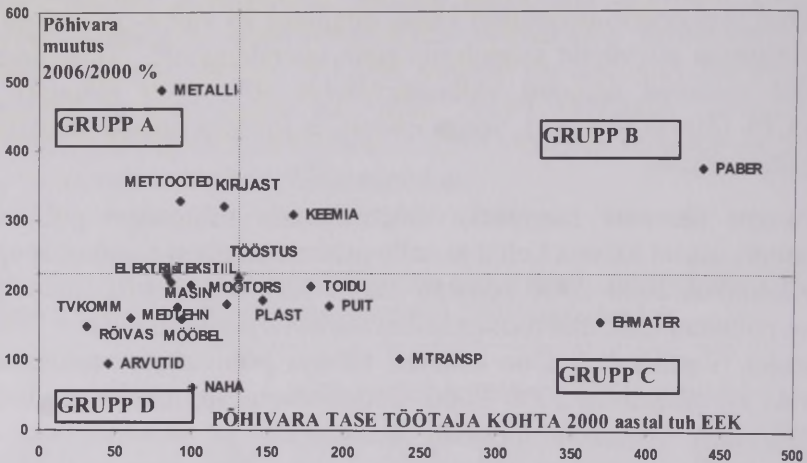 600
Põhivara
muutus
2006/2000 %
500
METALLI
GRUPP A
GRUPP B
400
PABER
METTOOTED
KIRJAST
300
KEEMIA
TÖÖSTUS
TEKSTIIL
200
MASIN
MOOTORS
TOIDU
TVKOMM
MEDTEHN
PLAST
PUIT
EHMATER
RÕIVAS
MÖÖBEL
100
ARVUTID
MTRANSP
GRUPP C
NAHA
GRUPP D
PÕHIVARA TASE TÖÖTAJA KOHTA 2000 aastal tuh EEK
0
0 50 100 150 200 250 300 350 400 450 500